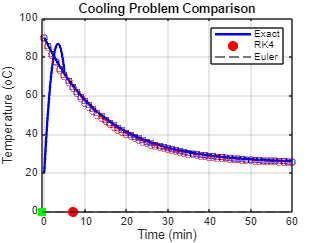 Cooling Problem Comparison
100
80
60
40
20
0
Temperature (oC)
Exact
RK4
Euler
0
10
20
30
40
50
60
Time (min)